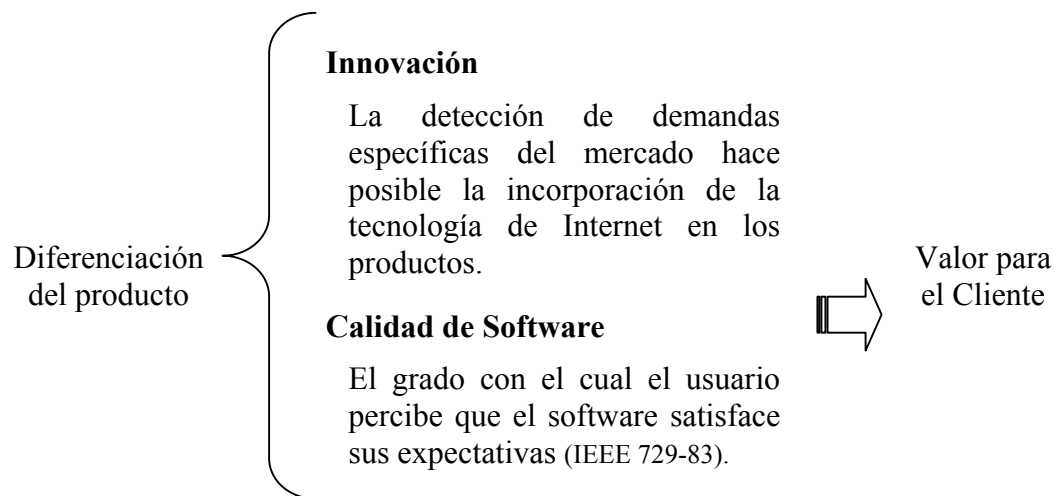 Innovación
La detección de demandas
específicas del mercado hace
posible la incorporación de la
tecnología de Internet en los
productos.
Diferenciación
del producto
Valor para
el Cliente
Calidad de Software
El grado con el cual el usuario
percibe que el software satisface
sus expectativas (IEEE 729-83).